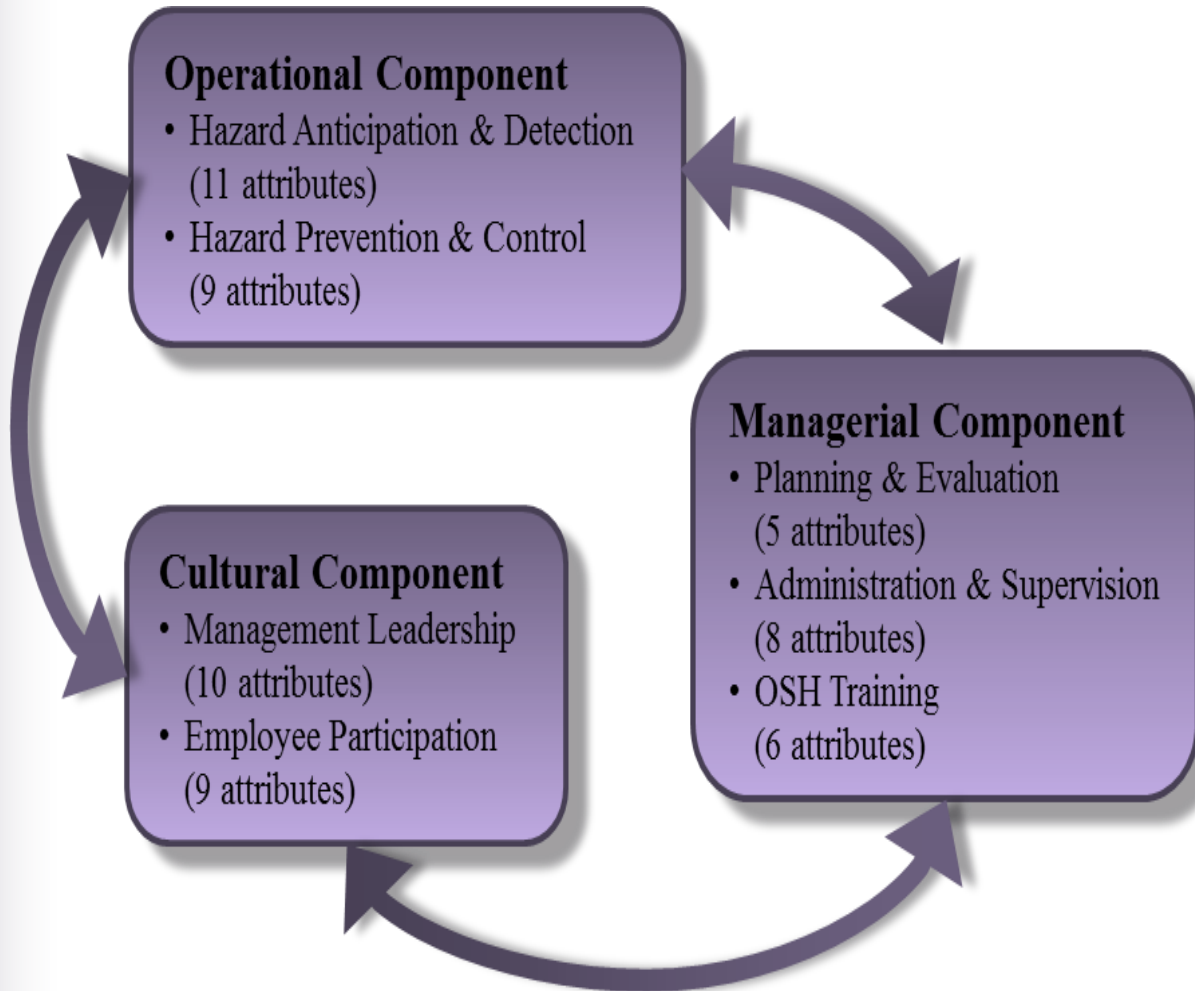 Operational Component
• Hazard Anticipation & Detection
(11 attributes)
• Hazard Prevention & Control
(9 attributes)
Managerial Component
• Planning & Evaluation
(5 attributes)
• Administration & Supervision
(8 attributes)
• OSH Training
(6 attributes)
Cultural Component
• Management Leadership
(10 attributes)
• Employee Participation
(9 attributes)